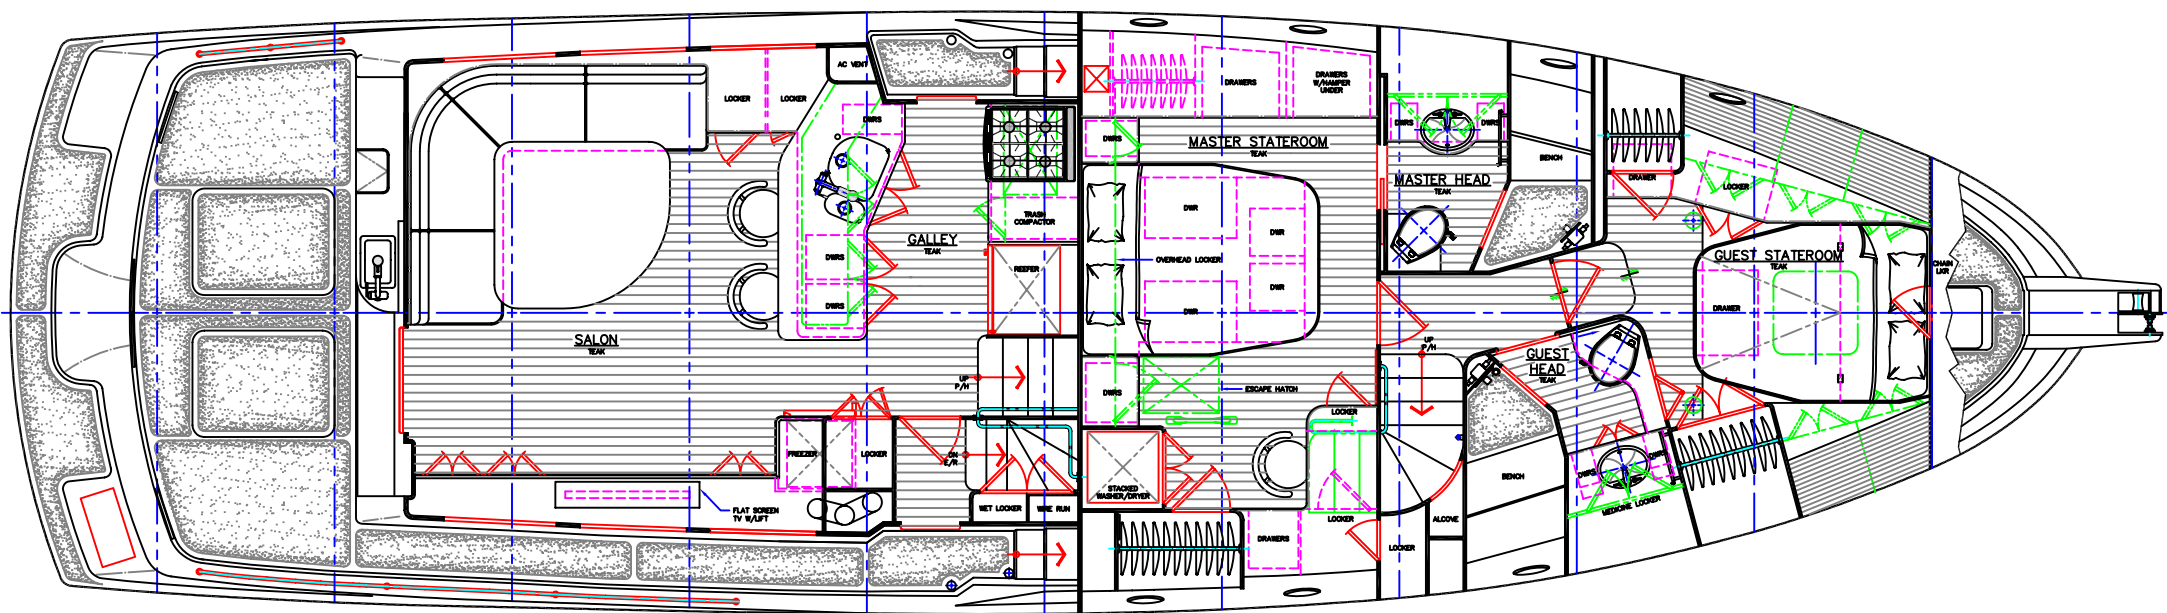 AC VENT
LOCKER
LOCKER
DWRS
GALLEY
TEAK
DWRS
DWRS
TRASH
COMPACTOR
REEFER
SALON
TEAK
UP
P/H
FREEZER
LOCKER
DN
E/R
FLAT SCREEN
TV W/LIFT
WET LOCKER
WIRE RUN
DRAWERS
DRAWERS
W/HAMPER
UNDER
DWRS
MASTER STATEROOM
TEAK
DWR
DWR
OVERHEAD LOCKER
DWR
DWR
DWRS
ESCAPE HATCH
LOCKER
STACKED
WASHER/DRYER
DRAWERS
LOCKER
DWRS
DWRS
MASTER HEAD
TEAK
BENCH
UP
P/H
LOCKER
ALCOVE
BENCH
GUEST
HEAD
TEAK
DWRS
DWRS
MEDICINE LOCKER
DRAWER
LOCKER
GUEST STATEROOM
TEAK
DRAWER
CHAIN
LKR